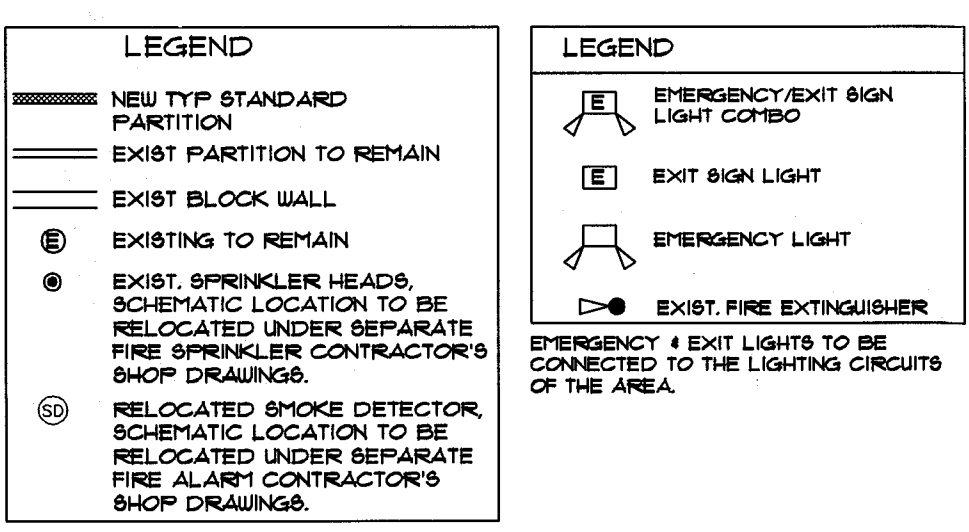 LEGEND
NEW TYP STANDARD
PARTITION
EXIST PARTITION TO REMAIN
EXIST BLOCK WALL
E EXISTING TO REMAIN
EXIST. SPRINKLER HEADS,
SCHEMATIC LOCATION TO BE
RELOCATED UNDER SEPARATE
FIRE SPRINKLER CONTRACTOR'S
SHOP DRAWINGS.
SD RELOCATED SMOKE DETECTOR,
SCHEMATIC LOCATION TO BE
RELOCATED UNDER SEPARATE
FIRE ALARM CONTRACTOR'S
SHOP DRAWINGS.
LEGEND
E EMERGENCY/EXIT SIGN
LIGHT COMBO
E EXIT SIGN LIGHT
EMERGENCY LIGHT
EXIST. FIRE EXTINGUISHER
EMERGENCY & EXIT LIGHTS TO BE
CONNECTED TO THE LIGHTING CIRCUITS
OF THE AREA.